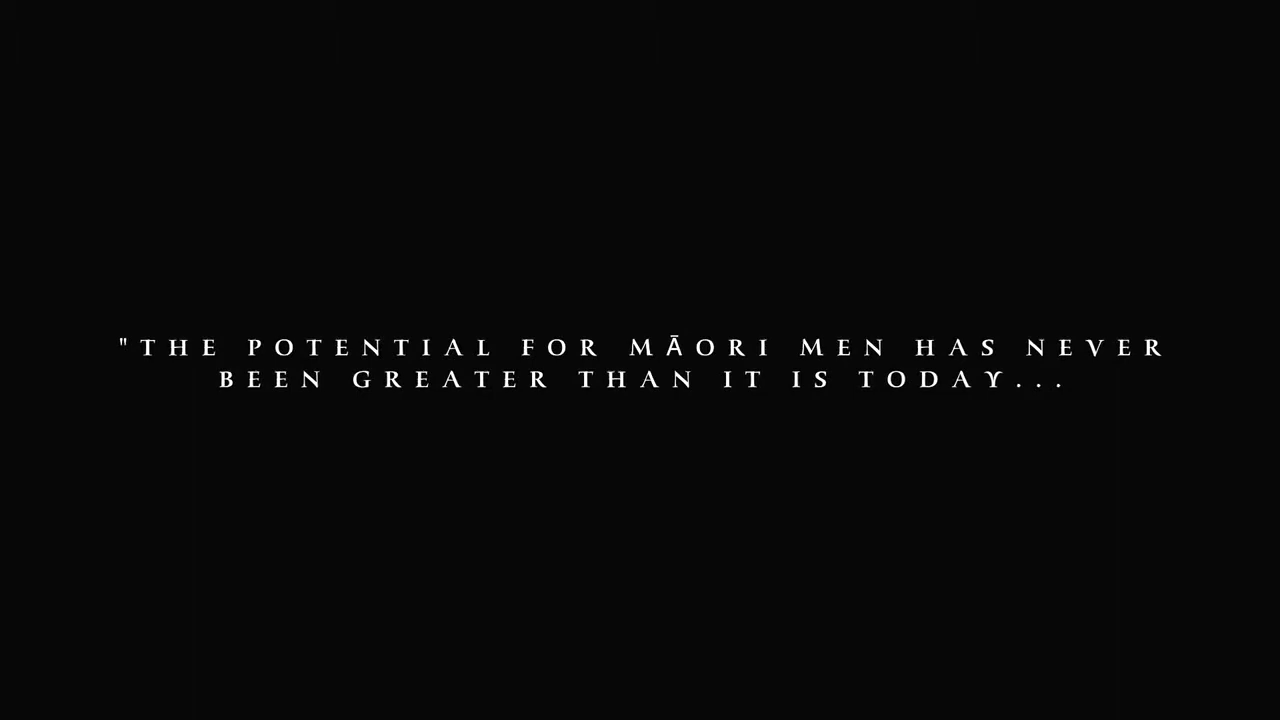 "THE POTENTIAL FOR MĀORI MEN HAS NEVER
BEEN GREATER THAN IT IS TODAY...